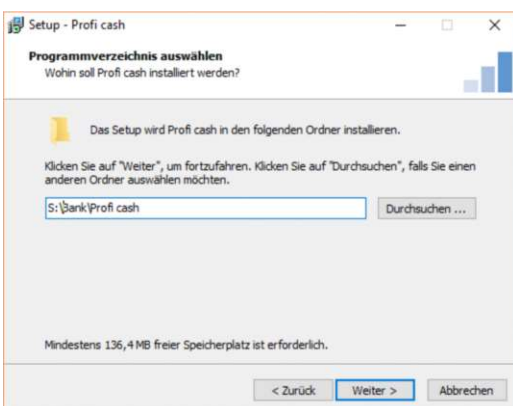 Setup - Profi cash
Programmverzeichnis auswählen
Wohin soll Profi cash installiert werden?
Das Setup wird Profi cash in den folgenden Ordner installieren.
Klicken Sie auf "Weiter", um fortzufahren. Klicken Sie auf "Durchsuchen", falls Sie einen
anderen Ordner auswählen möchten.
S:\Bank\Profi cash
Durchsuchen ...
Mindestens 136,4 MB freier Speicherplatz ist erforderlich.
< Zurück
Weiter >
Abbrechen